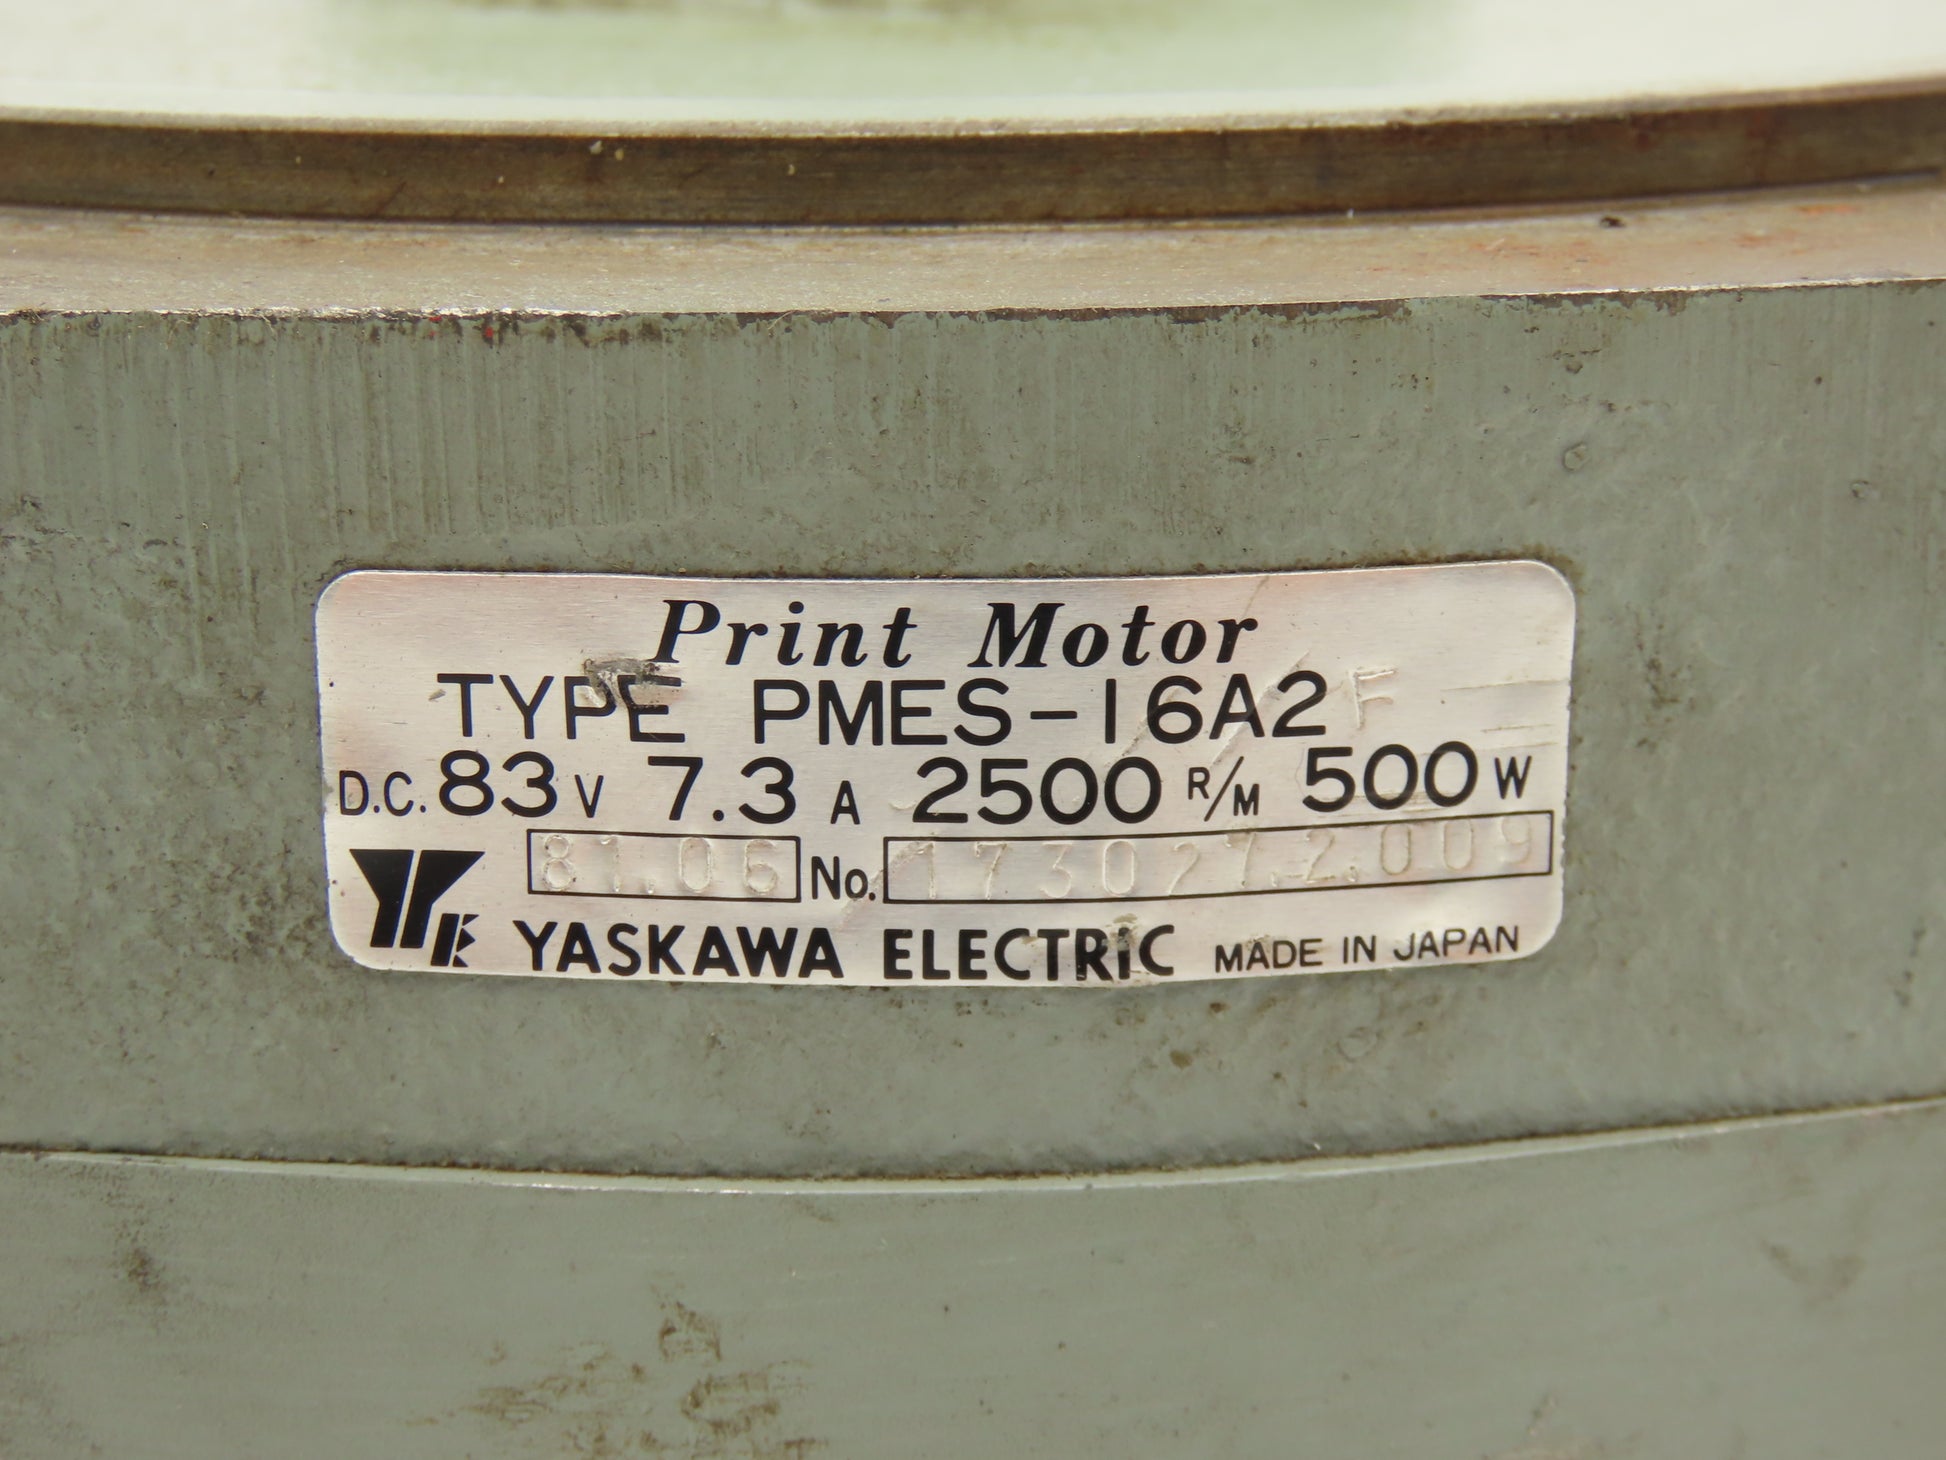 Print Motor
TYPE PMES-16A2F
D.C. 83 V 7.3 A 2500 R/M 500 W
81.06 No. 173027.2.009
YE YASKAWA ELECTRIC MADE IN JAPAN